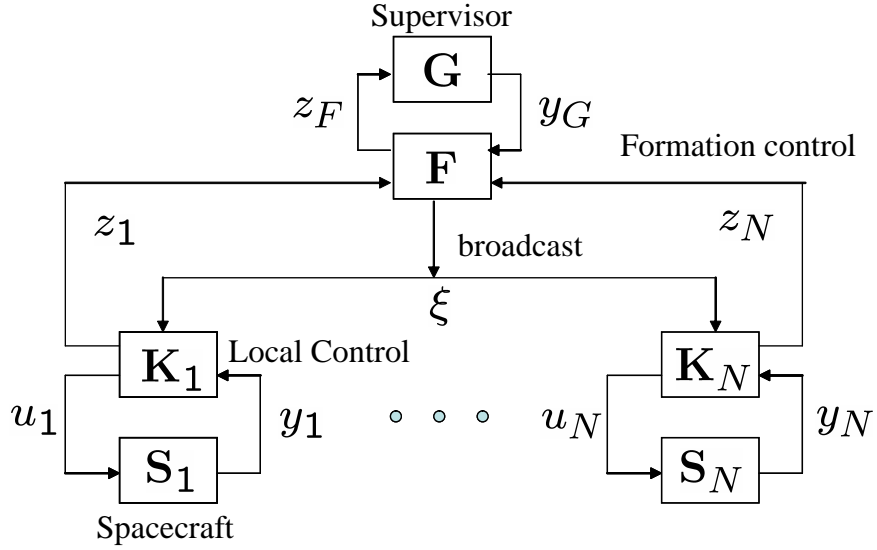 Supervisor
G
z_F
y_G
F
Formation control
z_1
z_N
broadcast
ξ
K_1
Local Control
K_N
u_1
y_1
u_N
y_N
S_1
S_N
Spacecraft